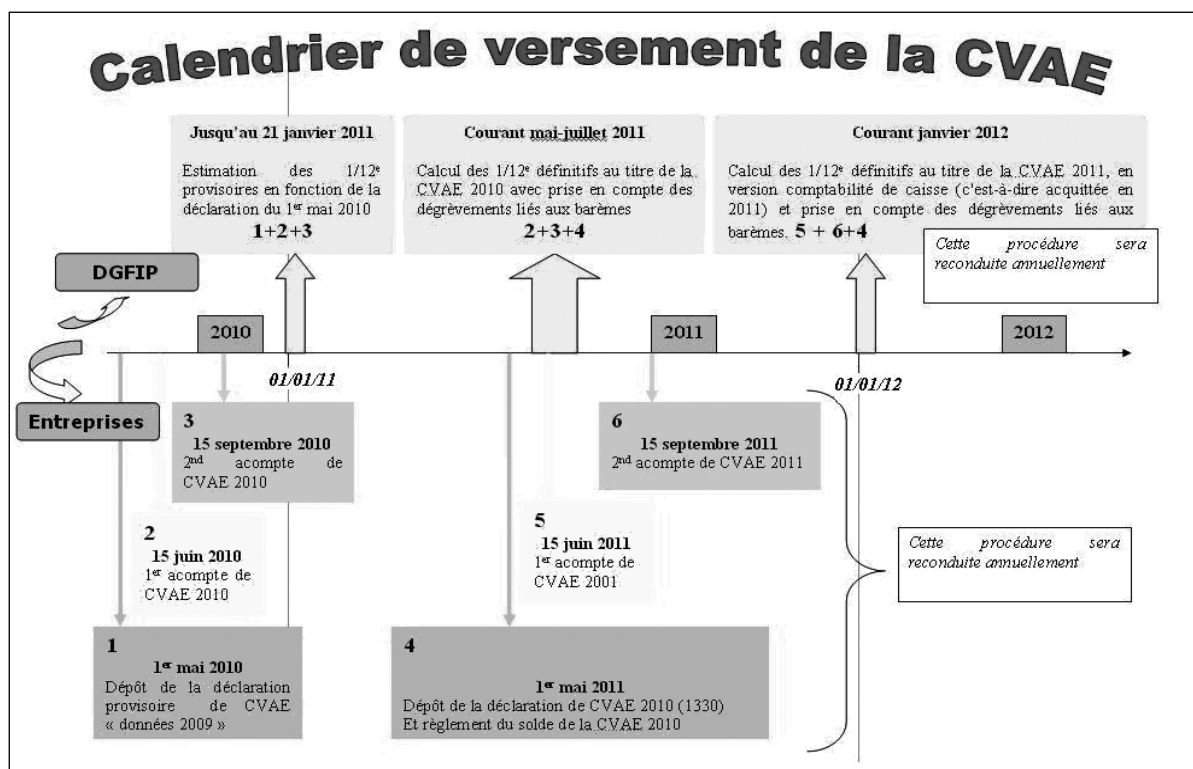 Calendrier de versement de la CVAE
Jusqu'au 21 janvier 2011
Estimation des 1/12e
provisoires en fonction de la
déclaration du 1er mai 2010
1+2+3
Courant mai-juillet 2011
Calcul des 1/12e définitifs au titre de la
CVAE 2010 avec prise en compte des
dégrèvements liés aux barèmes
2+3+4
Courant janvier 2012
Calcul des 1/12e définitifs au titre de la CVAE 2011, en
version comptabilité de caisse (c'est-à-dire acquittée en
2011) et prise en compte des dégrèvements liés aux
barèmes. 5 + 6+4
Cette procédure sera
reconduite annuellement
DGFIP
2010
2011
2012
01/01/11
01/01/12
Entreprises
3
15 septembre 2010
2nd acompte de
CVAE 2010
6
15 septembre 2011
2nd acompte de CVAE 2011
2
15 juin 2010
1er acompte de
CVAE 2010
5
15 juin 2011
1er acompte de
CVAE 2001
Cette procédure sera
reconduite annuellement
1
1er mai 2010
Dépôt de la déclaration
provisoire de CVAE
« données 2009 »
4
1er mai 2011
Dépôt de la déclaration de CVAE 2010 (1330)
Et règlement du solde de la CVAE 2010